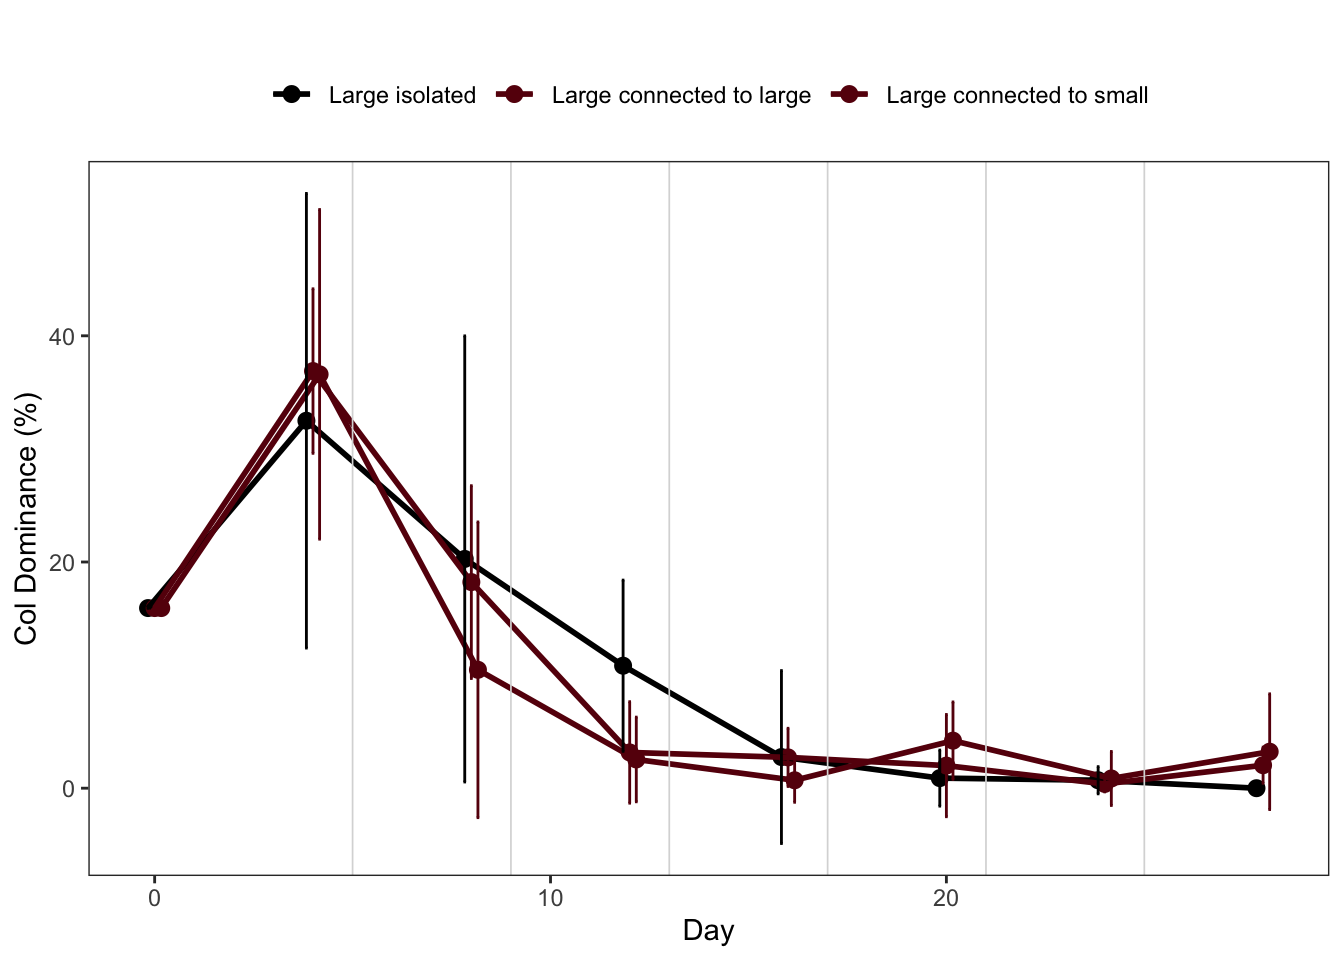 Large isolated Large connected to large Large connected to small
Col Dominance (%)
40
20
0
0 10 20
Day